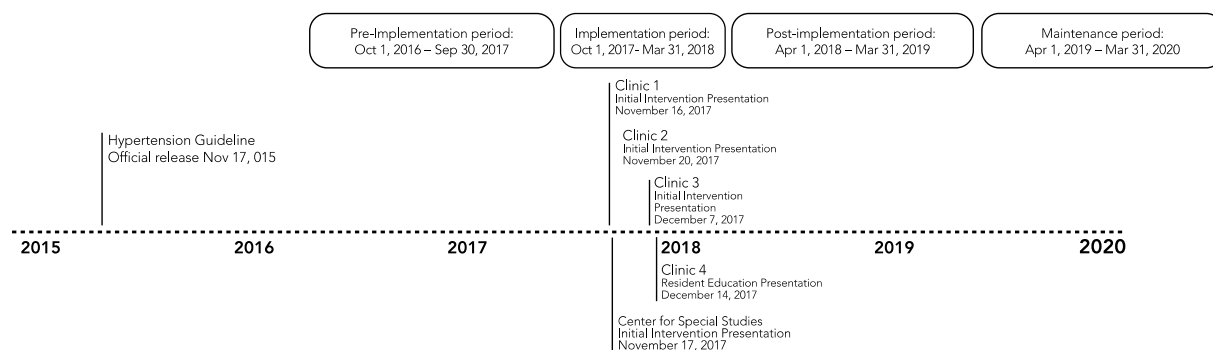 Pre-Implementation period:
Oct 1, 2016 – Sep 30, 2017
Implementation period:
Oct 1, 2017- Mar 31, 2018
Post-implementation period:
Apr 1, 2018 – Mar 31, 2019
Maintenance period:
Apr 1, 2019 – Mar 31, 2020
Clinic 1
Initial Intervention Presentation
November 16, 2017
Hypertension Guideline
Official release Nov 17, 015
Clinic 2
Initial Intervention Presentation
November 20, 2017
Clinic 3
Initial Intervention
Presentation
December 7, 2017
2015 2016 2017 2018 2019 2020
Clinic 4
Resident Education Presentation
December 14, 2017
Center for Special Studies
Initial Intervention Presentation
November 17, 2017